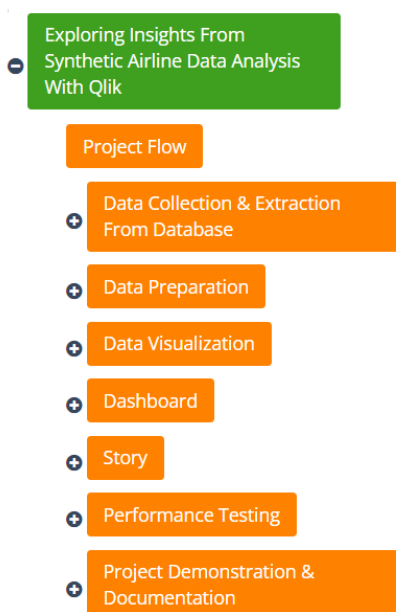 Exploring Insights From
Synthetic Airline Data Analysis
With Qlik
Project Flow
Data Collection & Extraction
From Database
Data Preparation
Data Visualization
Dashboard
Story
Performance Testing
Project Demonstration &
Documentation